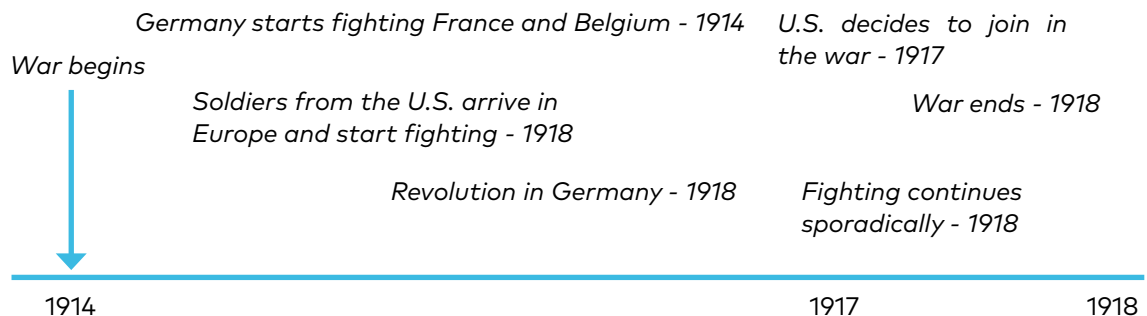 Germany starts fighting France and Belgium - 1914
U.S. decides to join in
the war - 1917
War begins
Soldiers from the U.S. arrive in
Europe and start fighting - 1918
War ends - 1918
Revolution in Germany - 1918
Fighting continues
sporadically - 1918
1914
1917
1918